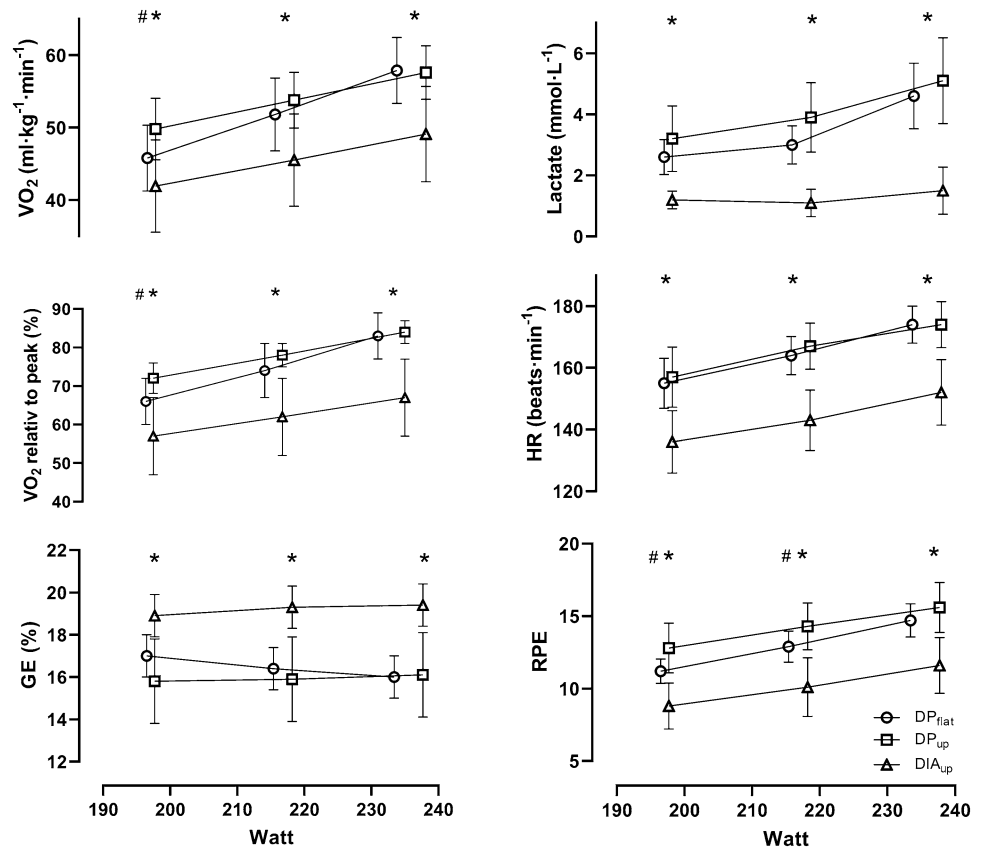 # * * *
VO2 (ml·kg-1·min-1)
60
50
40
* * *
Lactate (mmol·L-1)
6
4
2
0
# * * *
VO2 relativ to peak (%)
90
80
70
60
50
40
* * *
HR (beats·min-1)
180
160
140
120
* * *
GE (%)
22
20
18
16
14
12
190 200 210 220 230 240
Watt
# * # * *
RPE
20
15
10
5
DPflat
DPup
DIAup
190 200 210 220 230 240
Watt